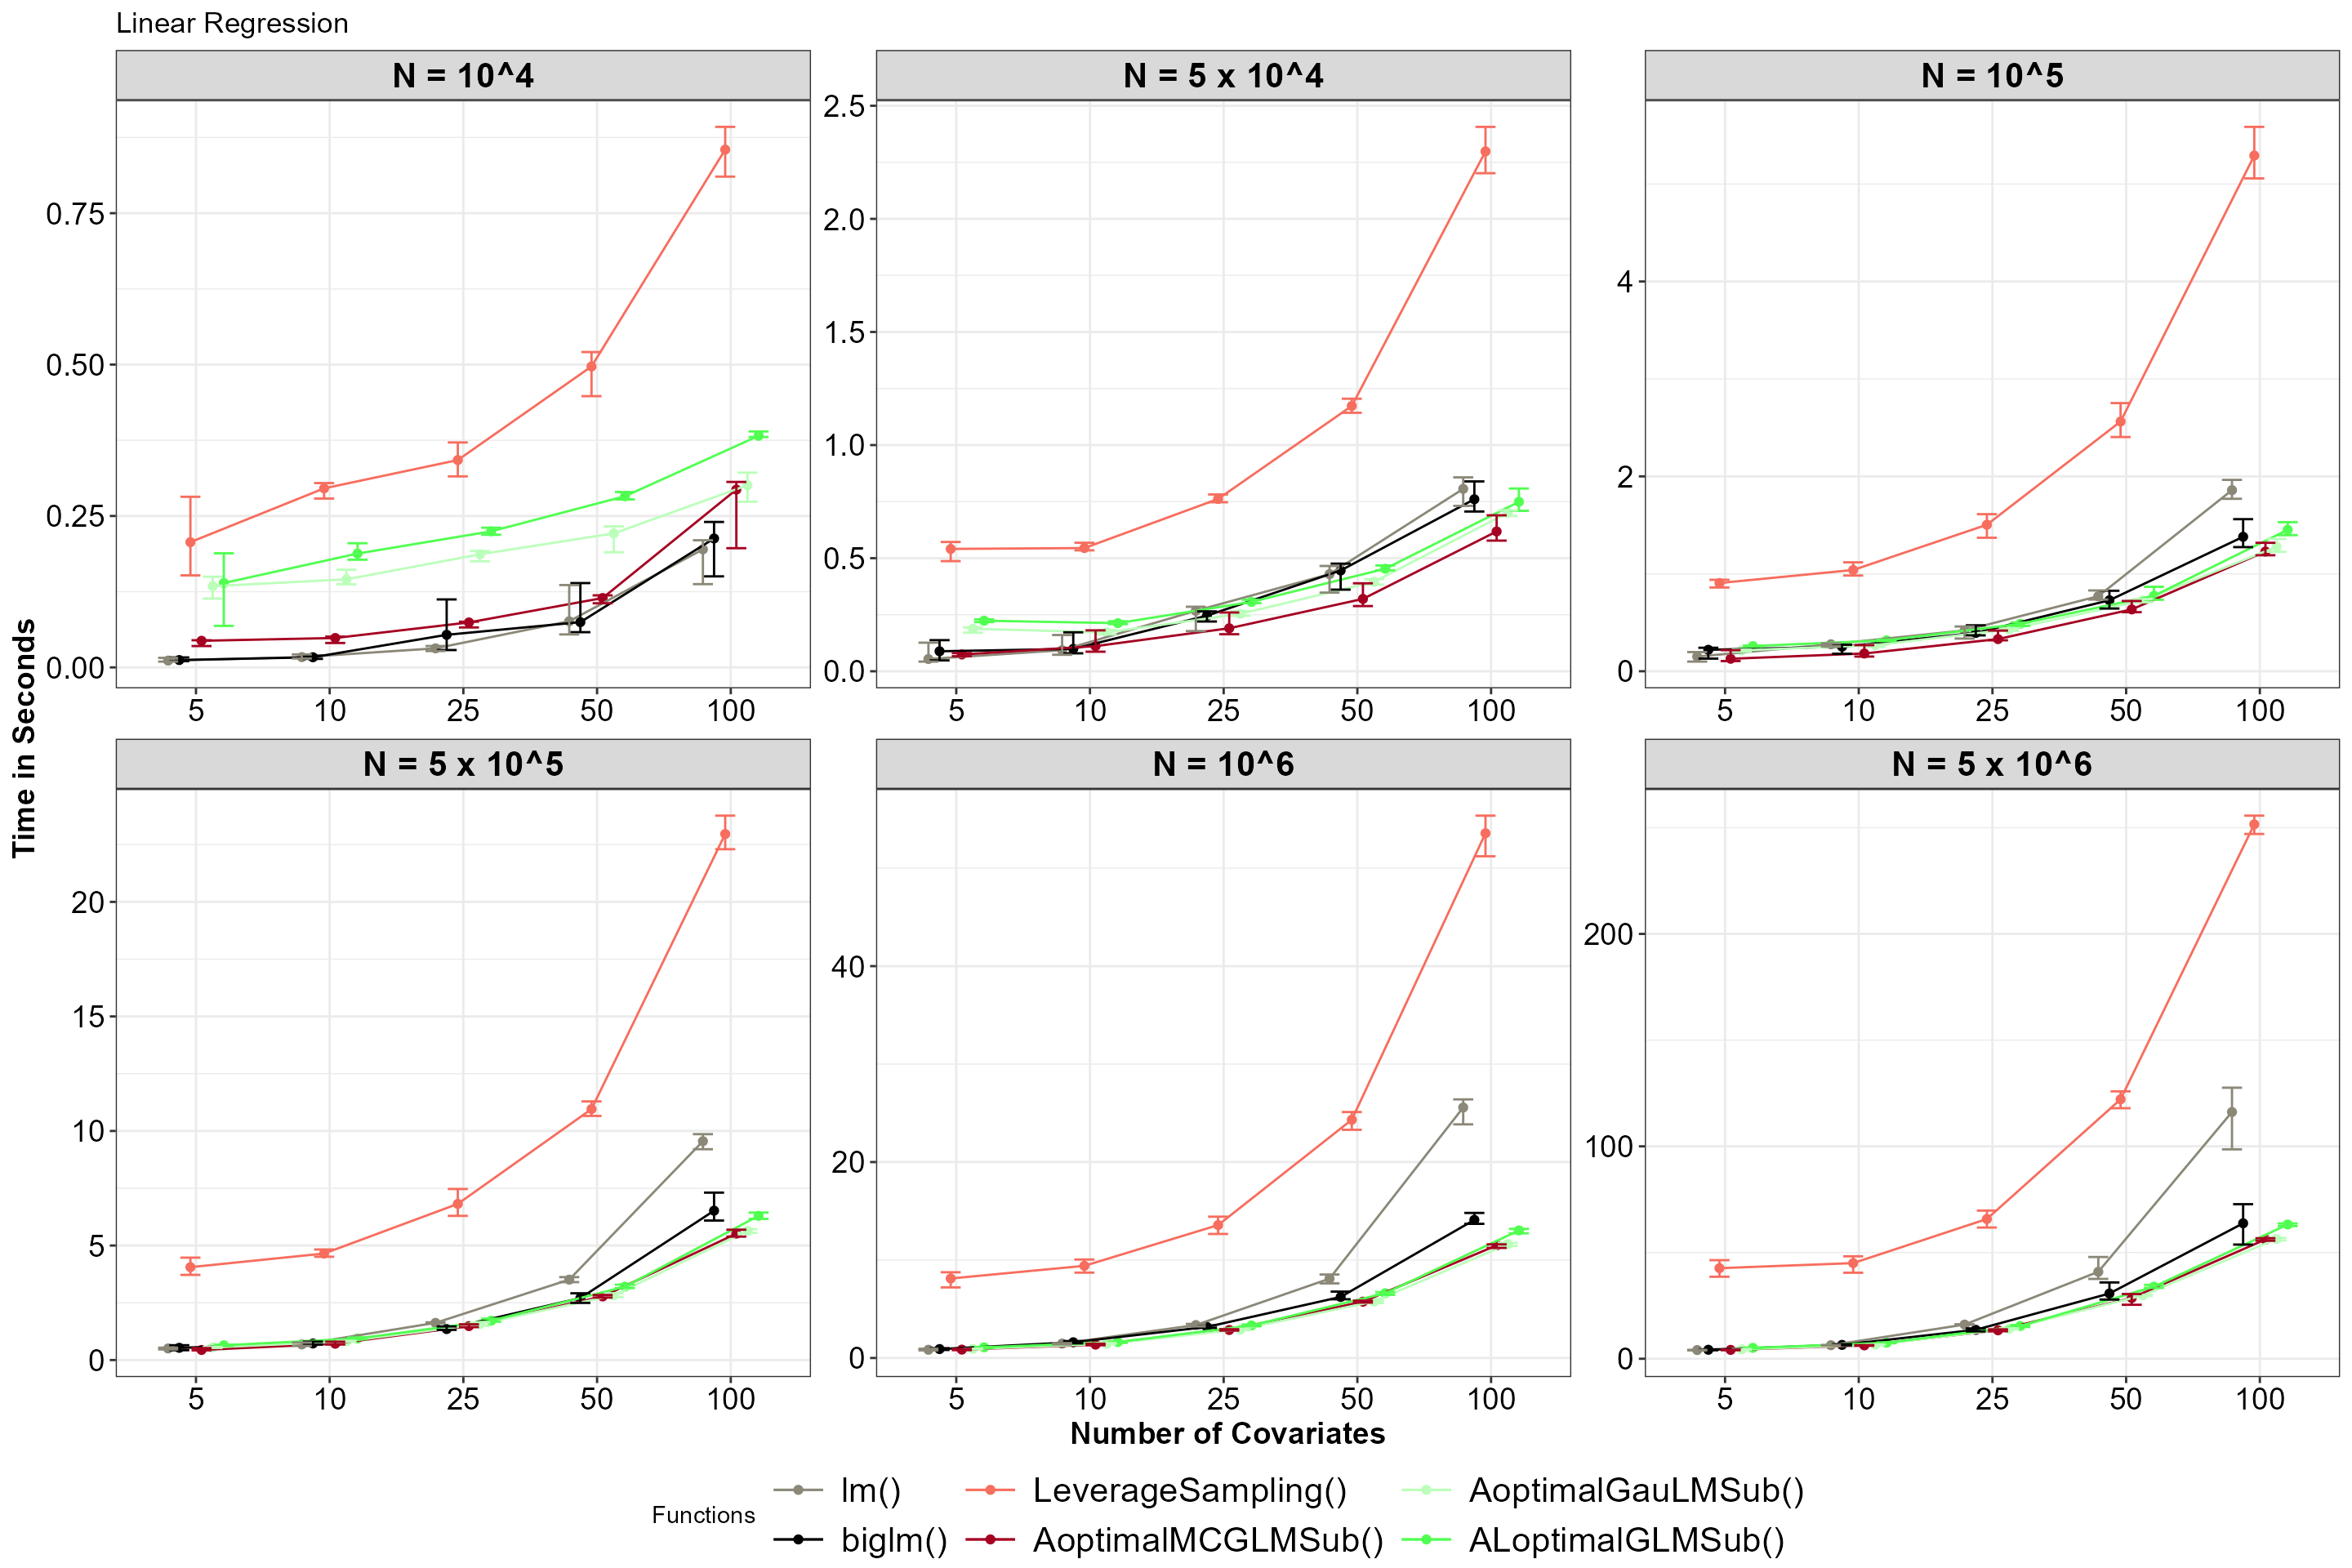 Linear Regression
N = 10^4
N = 5 x 10^4
N = 10^5
0.75
0.50
0.25
0.00
2.5
2.0
1.5
1.0
0.5
0.0
4
2
0
5 10 25 50 100
5 10 25 50 100
5 10 25 50 100
Time in Seconds
N = 5 x 10^5
N = 10^6
N = 5 x 10^6
20
15
10
5
0
40
20
0
200
100
0
5 10 25 50 100
5 10 25 50 100
5 10 25 50 100
Number of Covariates
Functions
lm()
LeverageSampling()
AoptimalGauLMSub()
biglm()
AoptimalMCGLMSub()
ALoptimalGLMSub()